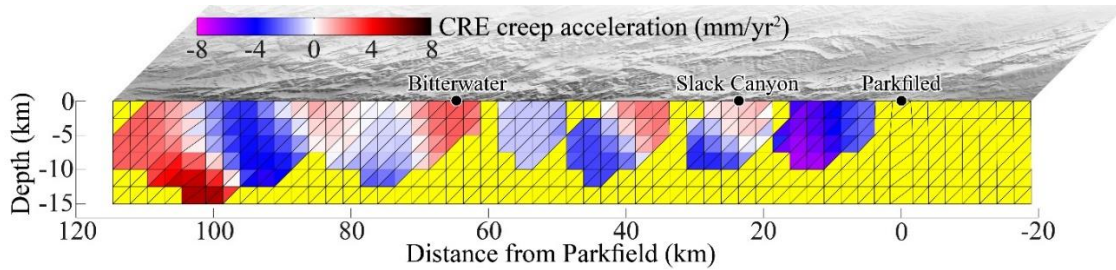 CRE creep acceleration (mm/yr²)
-8 -4 0 4 8
Bitterwater Slack Canyon Parkfiled
0
-5
-10
-15
Depth (km)
120 100 80 60 40 20 0 -20
Distance from Parkfield (km)